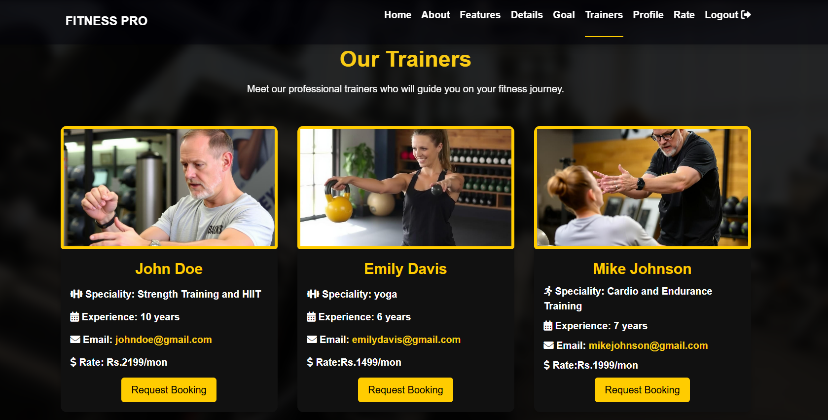 FITNESS PRO
Home About Features Details Goal Trainers Profile Rate Logout
Our Trainers
Meet our professional trainers who will guide you on your fitness journey.
John Doe
Speciality: Strength Training and HIIT
Experience: 10 years
Email: johndoe@gmail.com
$ Rate: Rs.2199/mon
Request Booking
Emily Davis
Speciality: yoga
Experience: 6 years
Email: emilydavis@gmail.com
$ Rate:Rs.1499/mon
Request Booking
Mike Johnson
Speciality: Cardio and Endurance
Training
Experience: 7 years
Email: mikejohnson@gmail.com
$ Rate:Rs.1999/mon
Request Booking